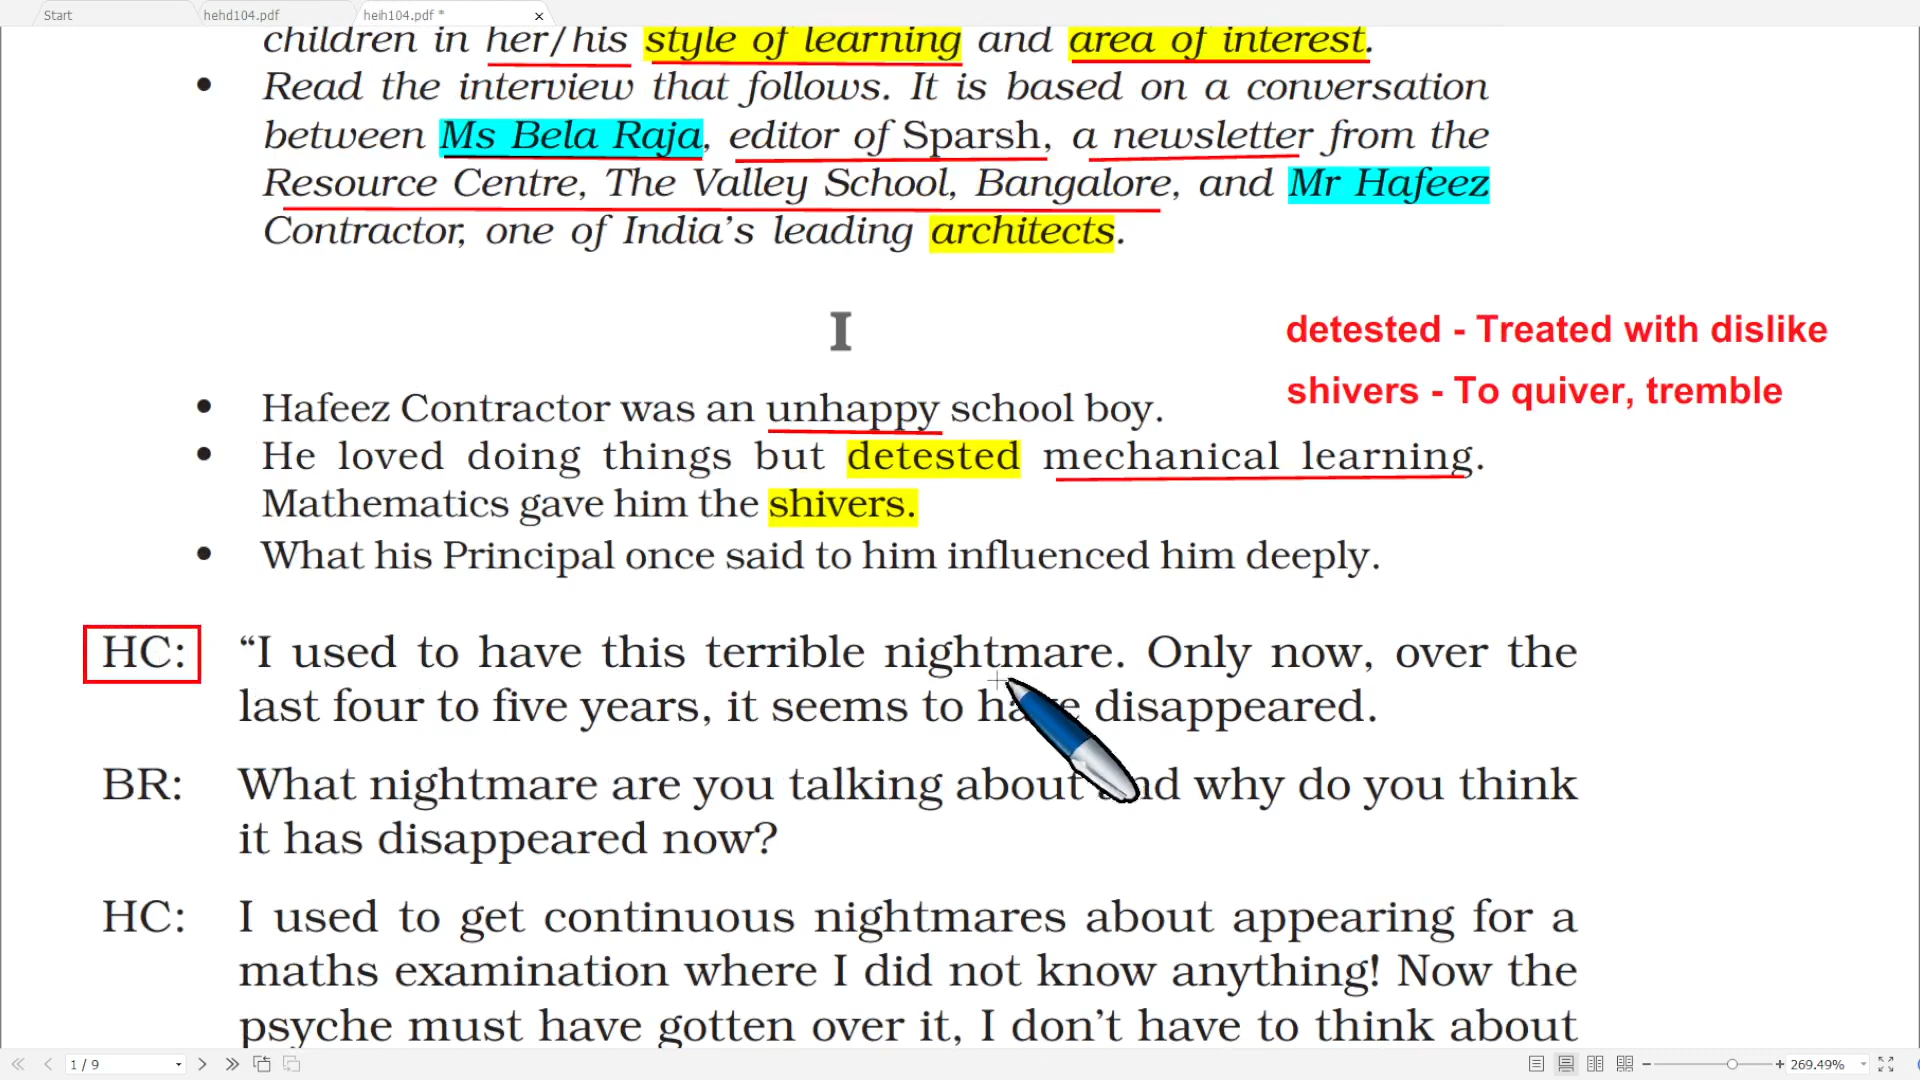 Start
hehd104.pdf
heih104.pdf *
children in her/his style of learning and area of interest.
• Read the interview that follows. It is based on a conversation
between Ms Bela Raja, editor of Sparsh, a newsletter from the
Resource Centre, The Valley School, Bangalore, and Mr Hafeez
Contractor, one of India's leading architects.
I
detested - Treated with dislike
shivers - To quiver, tremble
• Hafeez Contractor was an unhappy school boy.
• He loved doing things but detested mechanical learning.
Mathematics gave him the shivers.
• What his Principal once said to him influenced him deeply.
HC: “I used to have this terrible nightmare. Only now, over the
last four to five years, it seems to have disappeared.
BR: What nightmare are you talking about and why do you think
it has disappeared now?
HC: I used to get continuous nightmares about appearing for a
maths examination where I did not know anything! Now the
psyche must have gotten over it, I don't have to think about
1 / 9
269.49%